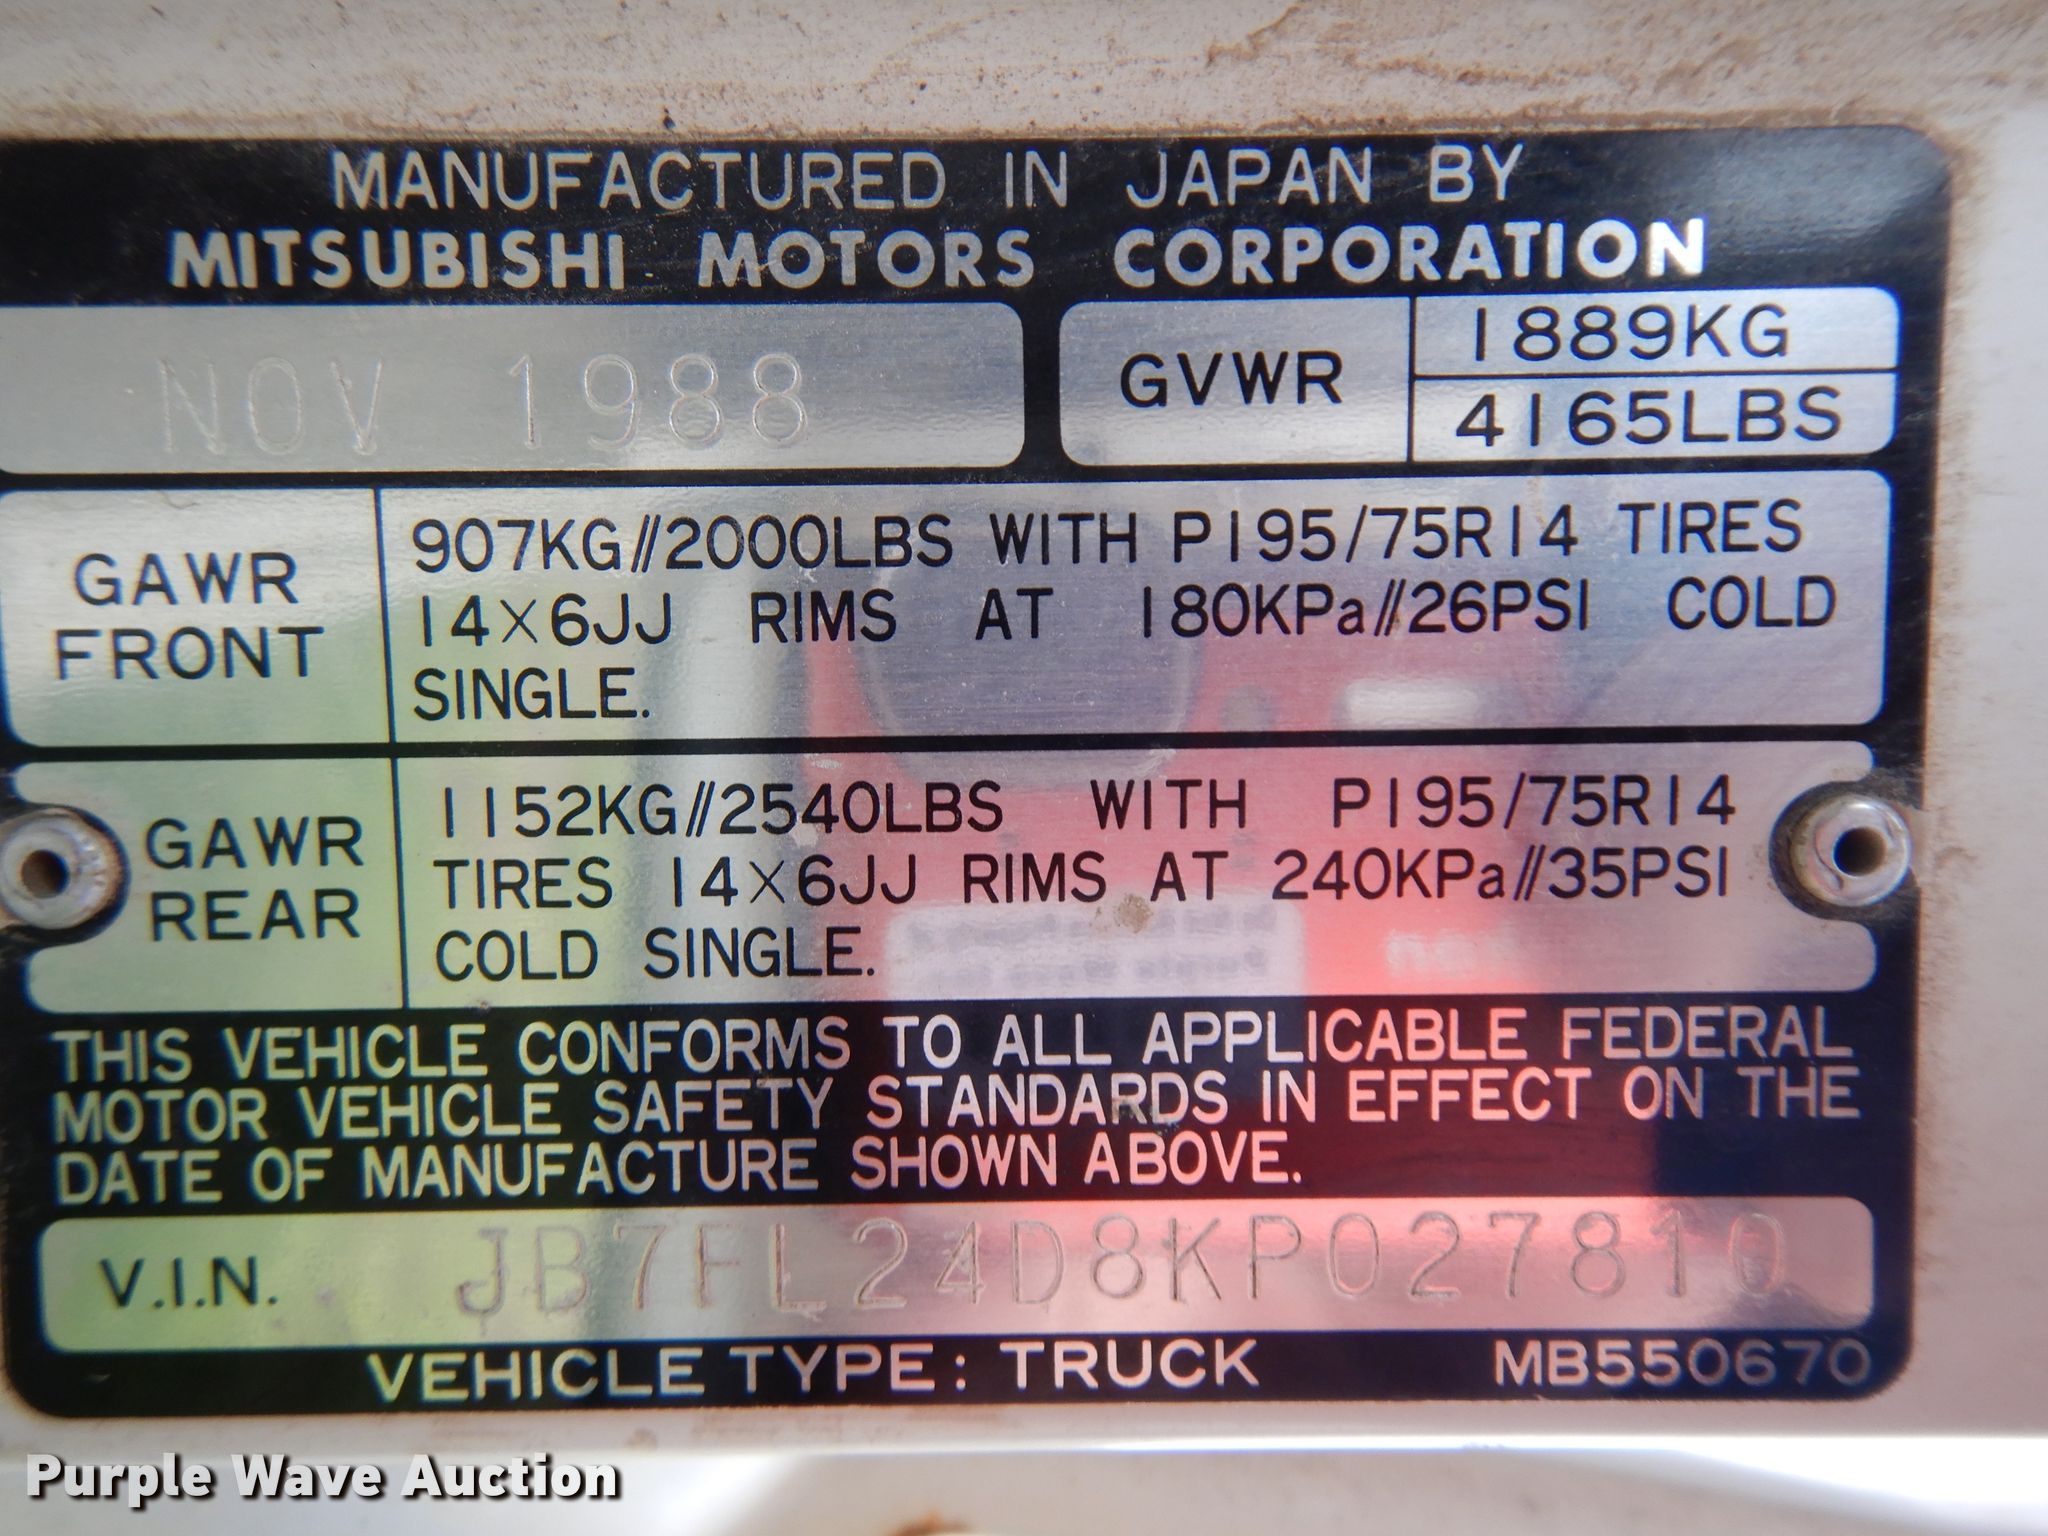 MANUFACTURED IN JAPAN BY
MITSUBISHI MOTORS CORPORATION
NOV 1988
GVWR
1889KG
4165LBS
GAWR
FRONT
907KG//2000LBS WITH P195/75R14 TIRES
14×6JJ RIMS AT 180KPa//26PSI COLD
SINGLE.
GAWR
REAR
1152KG//2540LBS WITH P195/75R14
TIRES 14×6JJ RIMS AT 240KPa//35PSI
COLD SINGLE.
THIS VEHICLE CONFORMS TO ALL APPLICABLE FEDERAL
MOTOR VEHICLE SAFETY STANDARDS IN EFFECT ON THE
DATE OF MANUFACTURE SHOWN ABOVE.
V.I.N. JB7FL24D8KP027810
VEHICLE TYPE: TRUCK MB550670
Purple Wave Auction